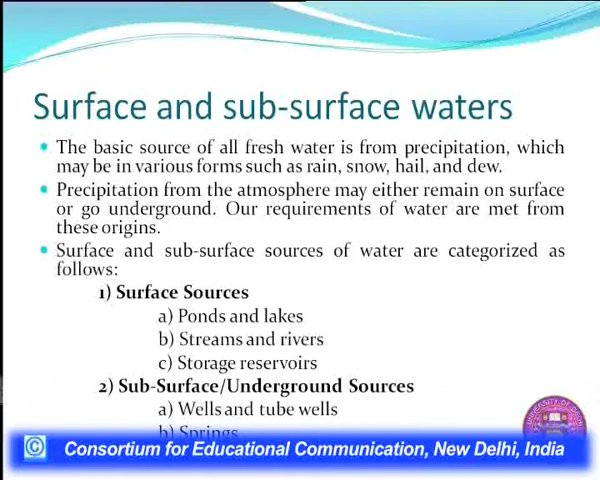 Surface and sub-surface waters
The basic source of all fresh water is from precipitation, which
may be in various forms such as rain, snow, hail, and dew.
Precipitation from the atmosphere may either remain on surface
or go underground. Our requirements of water are met from
these origins.
Surface and sub-surface sources of water are categorized as
follows:
1) Surface Sources
a) Ponds and lakes
b) Streams and rivers
c) Storage reservoirs
2) Sub-Surface/Underground Sources
a) Wells and tube wells
b) Springs
© Consortium for Educational Communication, New Delhi, India